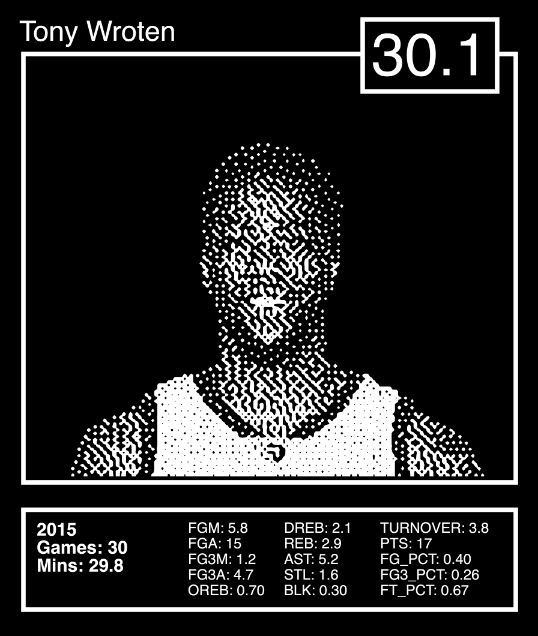 Tony Wroten
30.1
2015
Games: 30
Mins: 29.8
FGM: 5.8
FGA: 15
FG3M: 1.2
FG3A: 4.7
OREB: 0.70
DREB: 2.1
REB: 2.9
AST: 5.2
STL: 1.6
BLK: 0.30
TURNOVER: 3.8
PTS: 17
FG_PCT: 0.40
FG3_PCT: 0.26
FT_PCT: 0.67